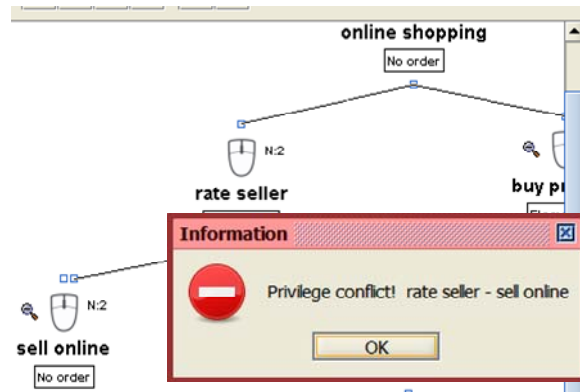 online shopping
No order
N:2
rate seller
buy
Information
Privilege conflict! rate seller - sell online
OK
N:2
sell online
No order